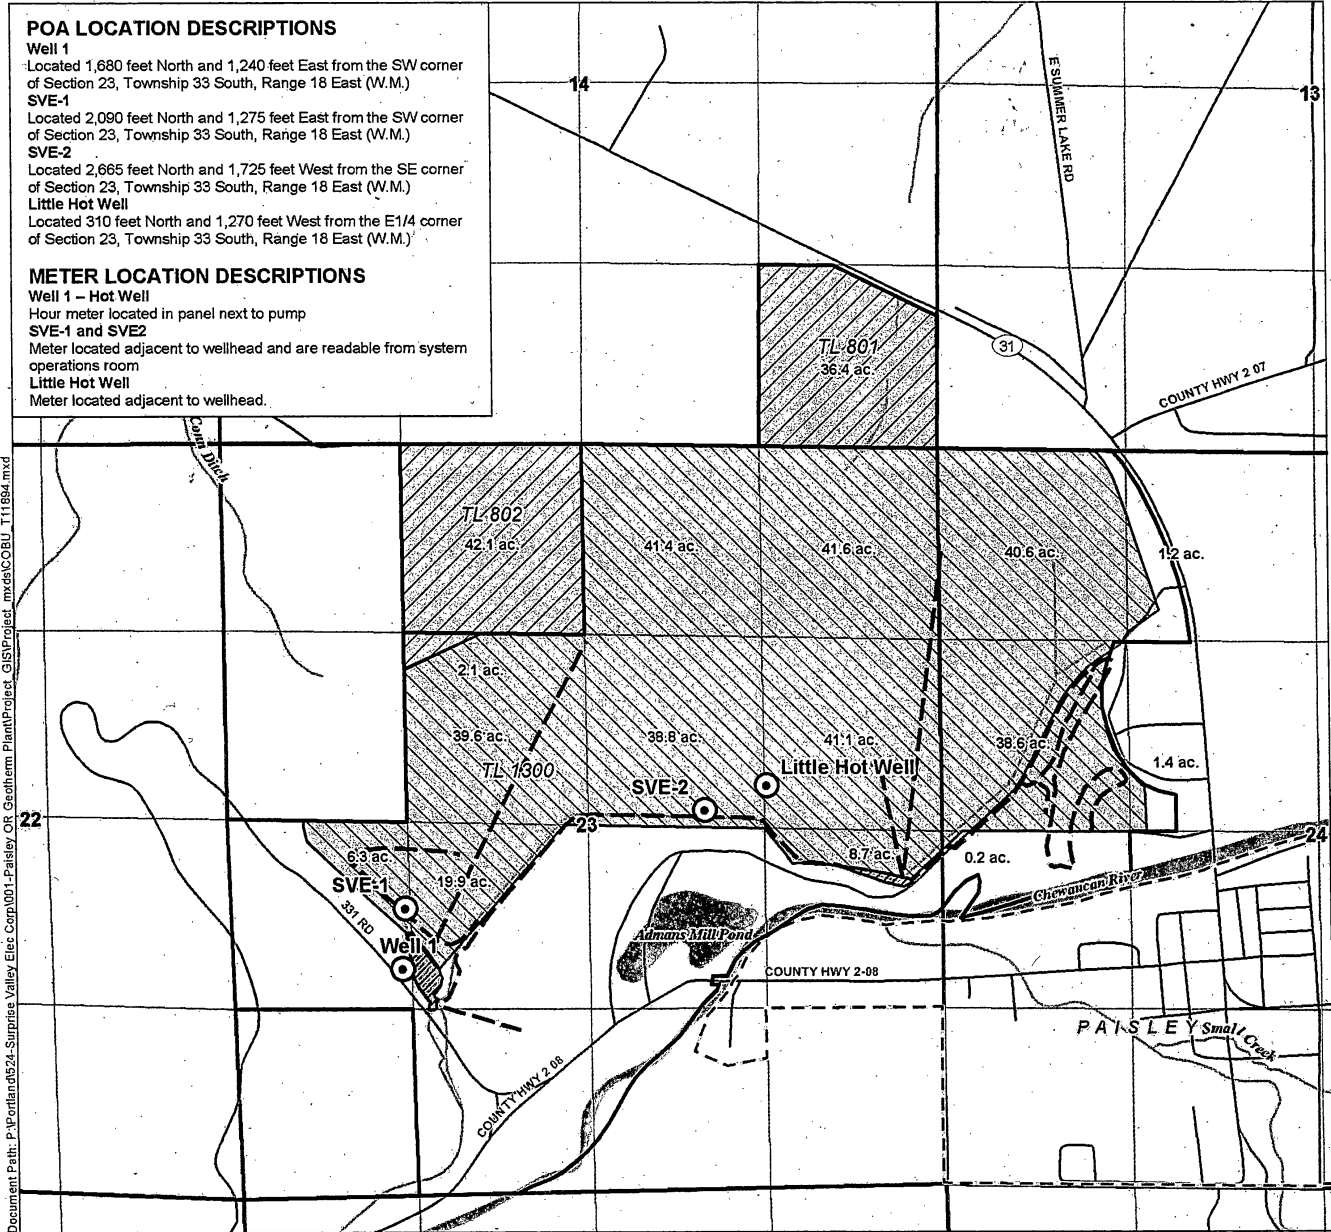 POA LOCATION DESCRIPTIONS
Well 1
Located 1,680 feet North and 1,240 feet East from the SW corner
of Section 23, Township 33 South, Range 18 East (W.M.)
SVE-1
Located 2,090 feet North and 1,275 feet East from the SW corner
of Section 23, Township 33 South, Range 18 East (W.M.)
SVE-2
Located 2,665 feet North and 1,725 feet West from the SE corner
of Section 23, Township 33 South, Range 18 East (W.M.)
Little Hot Well
Located 310 feet North and 1,270 feet West from the E1/4 corner
of Section 23, Township 33 South, Range 18 East (W.M.)
METER LOCATION DESCRIPTIONS
Well 1 – Hot Well
Hour meter located in panel next to pump
SVE-1 and SVE2
Meter located adjacent to wellhead and are readable from system
operations room
Little Hot Well
Meter located adjacent to wellhead.
14
13
E SUMMER LAKE RD
TL 801
36.4 ac.
31
COUNTY HWY 2 07
Conn Ditch
TL 802
42.1 ac.
41.4 ac.
41.6 ac.
40.6 ac.
1.2 ac.
2.1 ac.
39.6 ac.
38.8 ac.
41.1 ac.
38.6 ac.
1.4 ac.
TL 1300
SVE-2
Little Hot Well
22
23
24
6.3 ac.
19.9 ac.
8.7 ac.
0.2 ac.
SVE-1
331 RD
Well 1
Chewaucan River
Admans Mill Pond
COUNTY HWY 2-08
PAISLEY
Small Creek
COUNTY HWY 2 08
Document Path: P:\Portland\524-Surprise Valley Elec Corp\001-Paisley OR Geotherm Plant\Project_GIS\Project_mxds\COBU_T11894.mxd